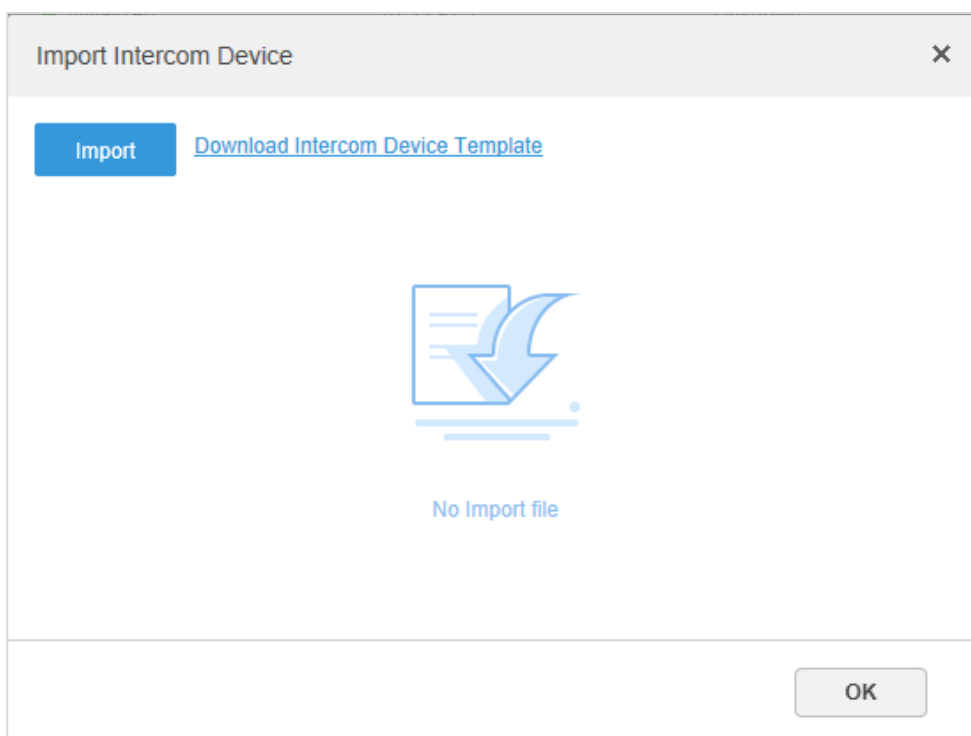 Import Intercom Device
Import
Download Intercom Device Template
No Import file
OK